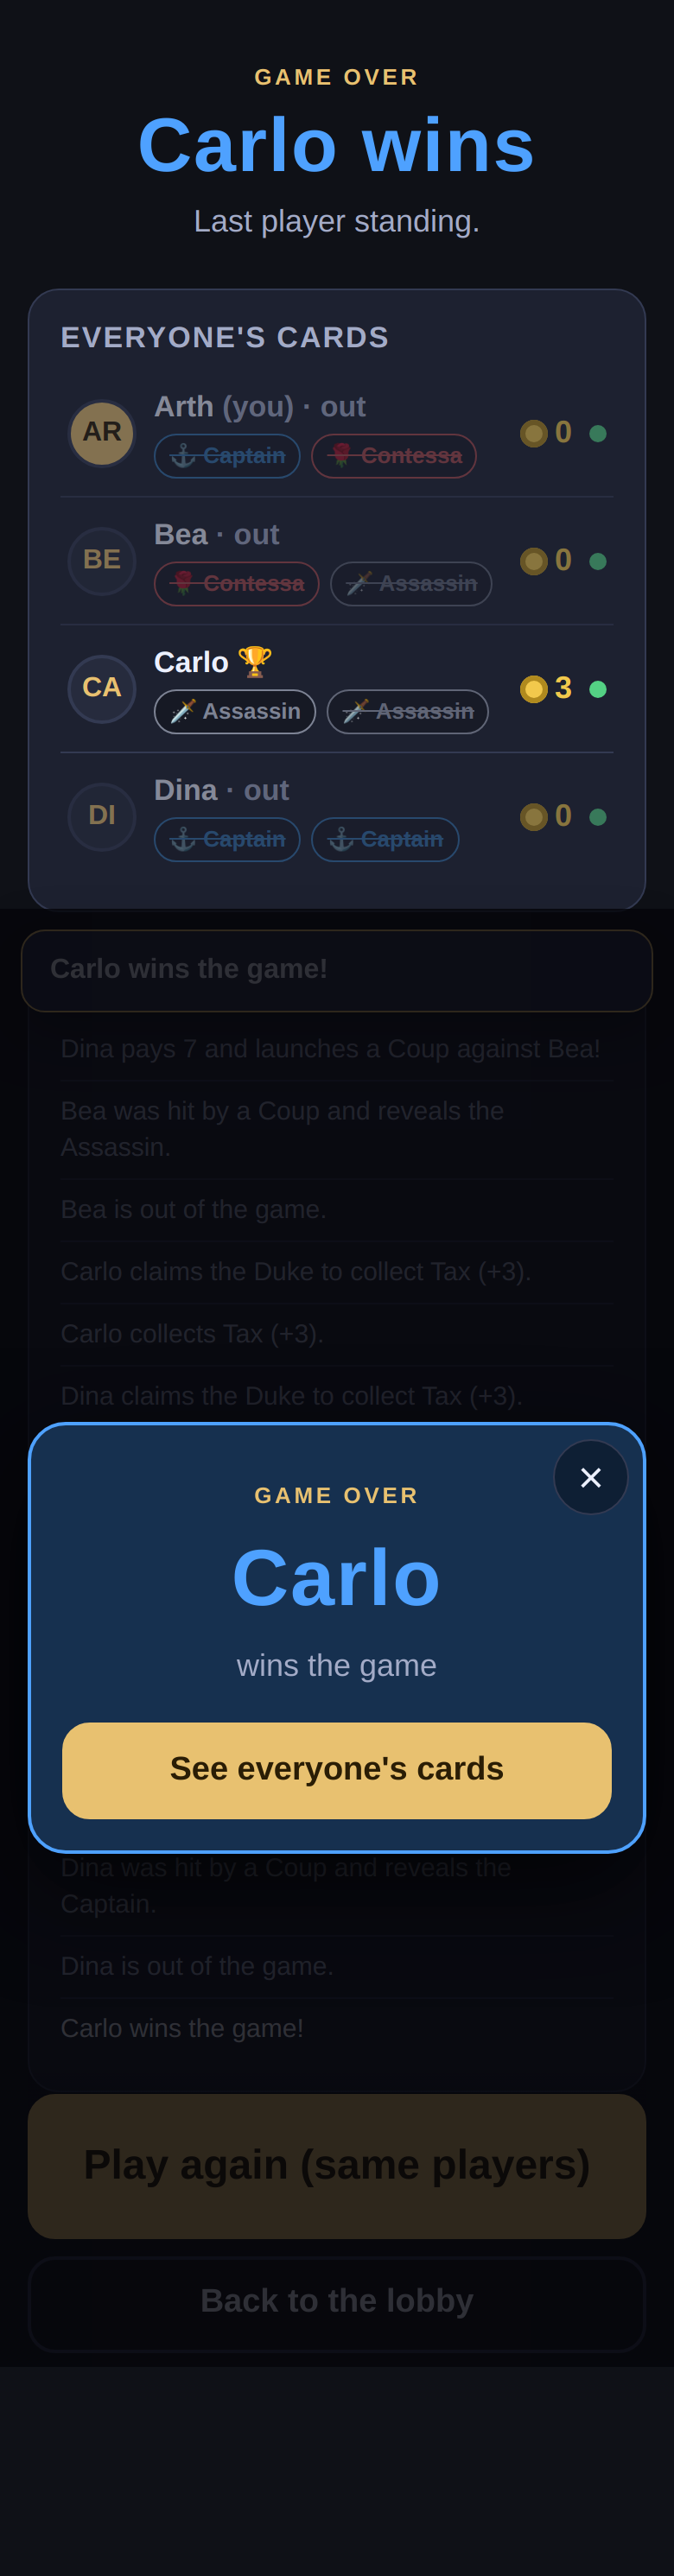 GAME OVER
Carlo wins
Last player standing.
EVERYONE'S CARDS
AR
Arth (you) · out
Captain
Contessa
0
BE
Bea · out
Contessa
Assassin
0
CA
Carlo 🏆
Assassin
Assassin
3
DI
Dina · out
Captain
Captain
0
Carlo wins the game!
Dina pays 7 and launches a Coup against Bea!
Bea was hit by a Coup and reveals the
Assassin.
Bea is out of the game.
Carlo claims the Duke to collect Tax (+3).
Carlo collects Tax (+3).
Dina claims the Duke to collect Tax (+3).
GAME OVER
✕
Carlo
wins the game
See everyone's cards
Dina was hit by a Coup and reveals the
Captain.
Dina is out of the game.
Carlo wins the game!
Play again (same players)
Back to the lobby